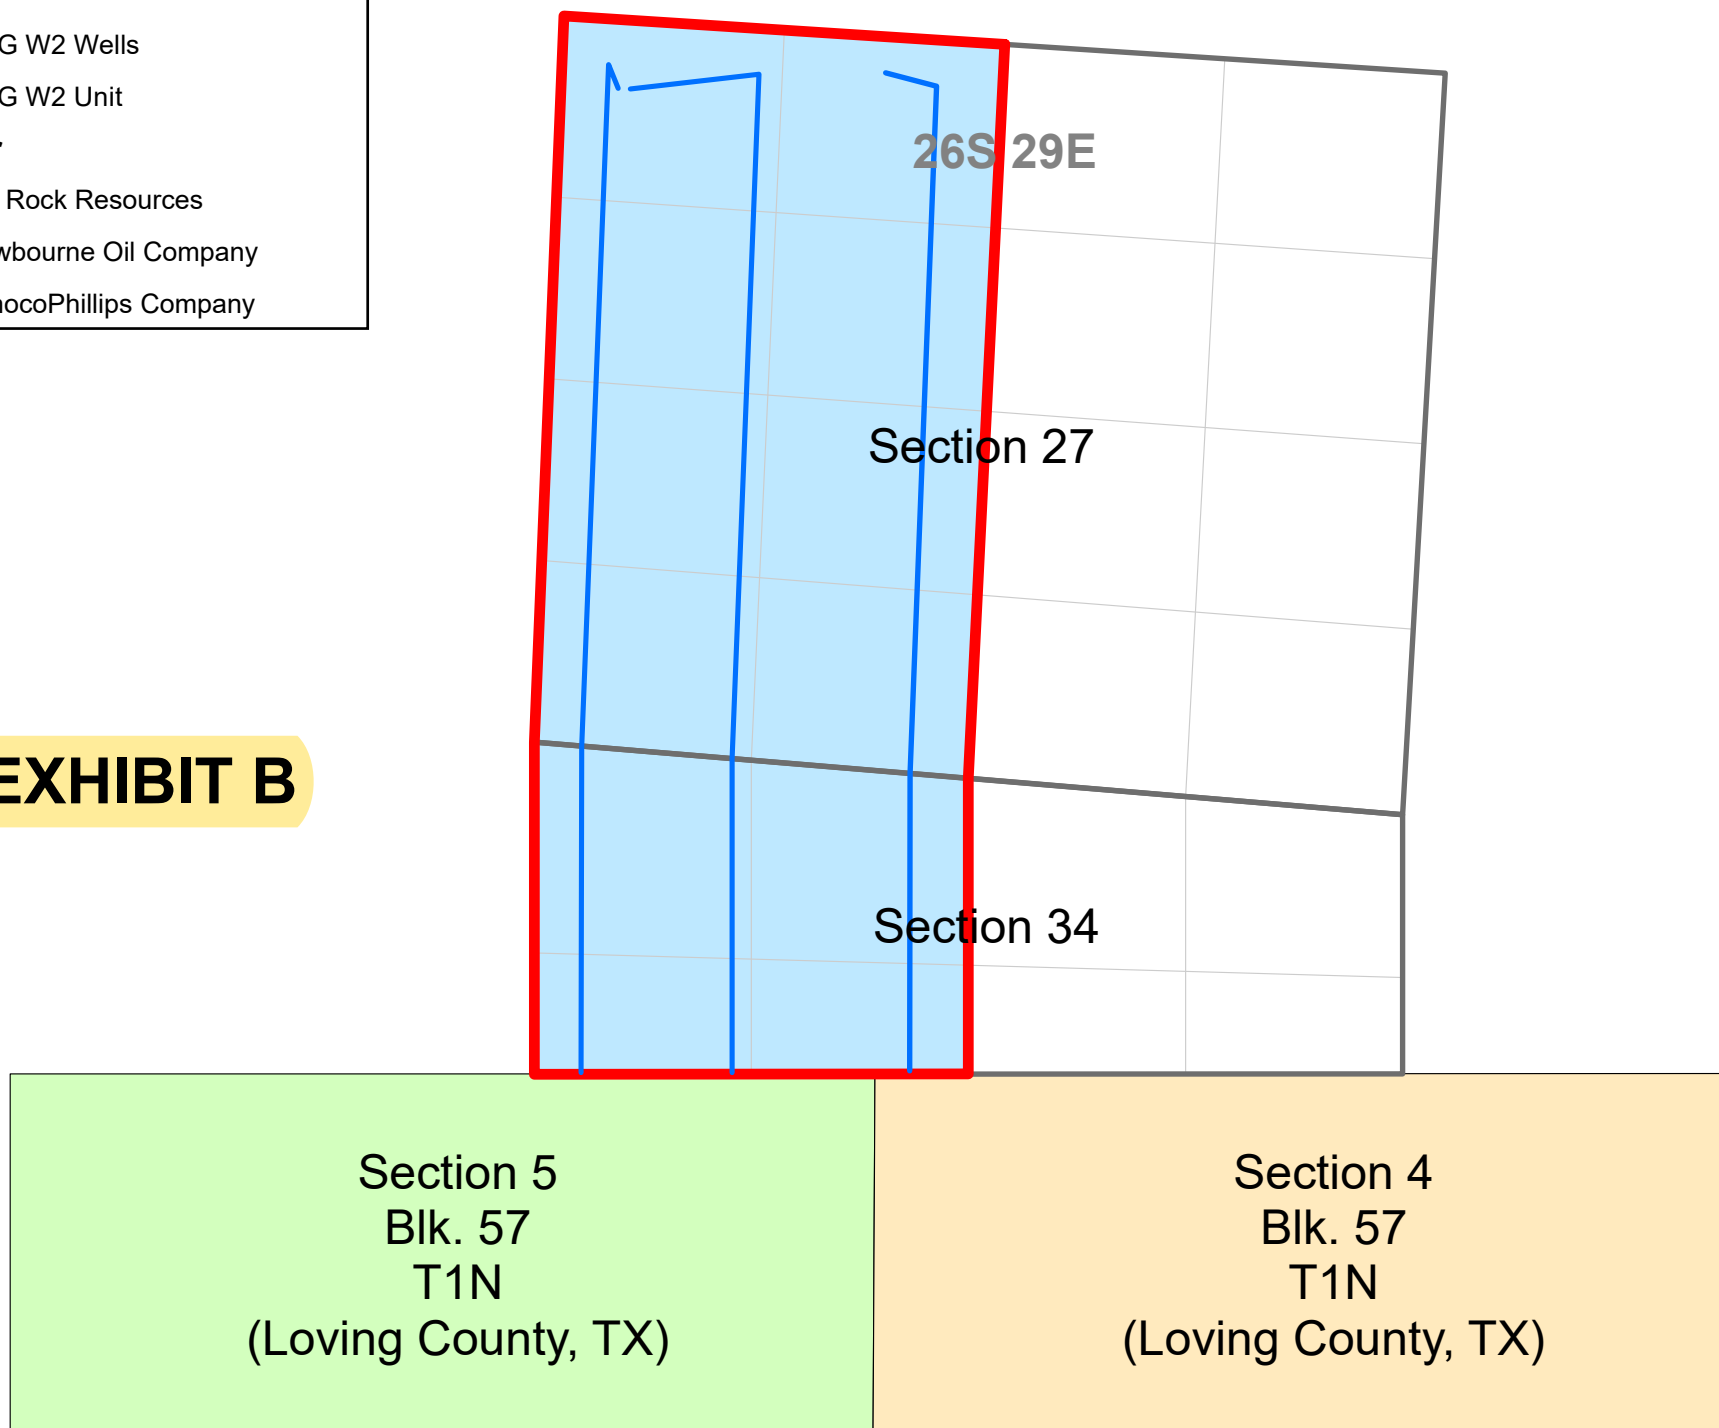 G W2 Wells
G W2 Unit
Rock Resources
wbourne Oil Company
nocoPhillips Company
26S 29E
Section 27
EXHIBIT B
Section 34
Section 5
Blk. 57
T1N
(Loving County, TX)
Section 4
Blk. 57
T1N
(Loving County, TX)